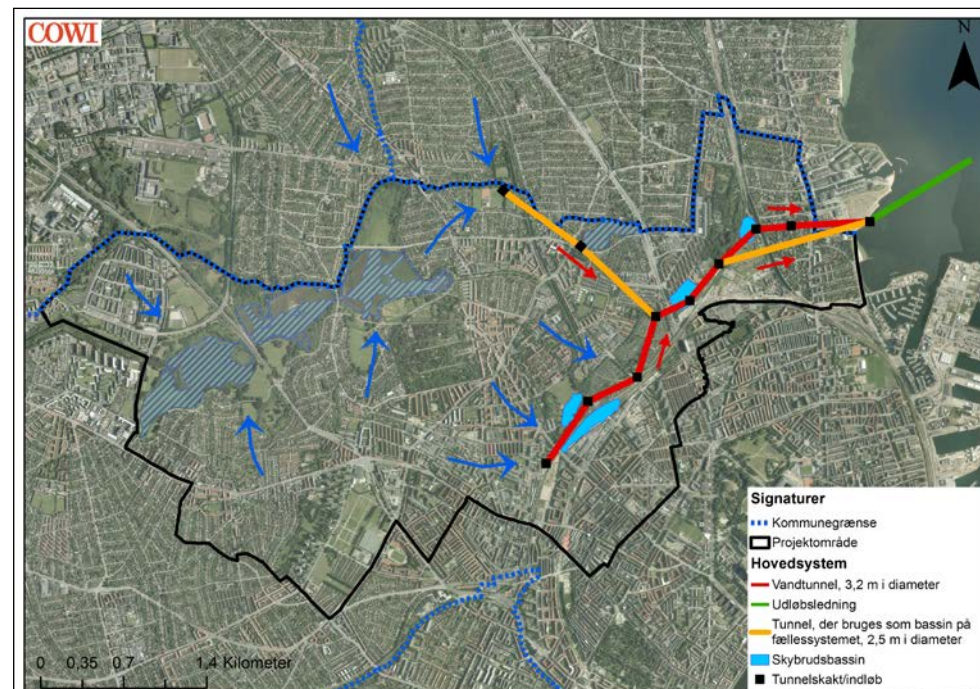 COWI
N
Signaturer
Kommunegrænse
Projektområde
Hovedsystem
Vandtunnel, 3,2 m i diameter
Udløbsledning
Tunnel, der bruges som bassin på
fællessystemet, 2,5 m i diameter
Skybrudsbassin
Tunnelskakt/indløb
0 0,35 0,7 1,4 Kilometer